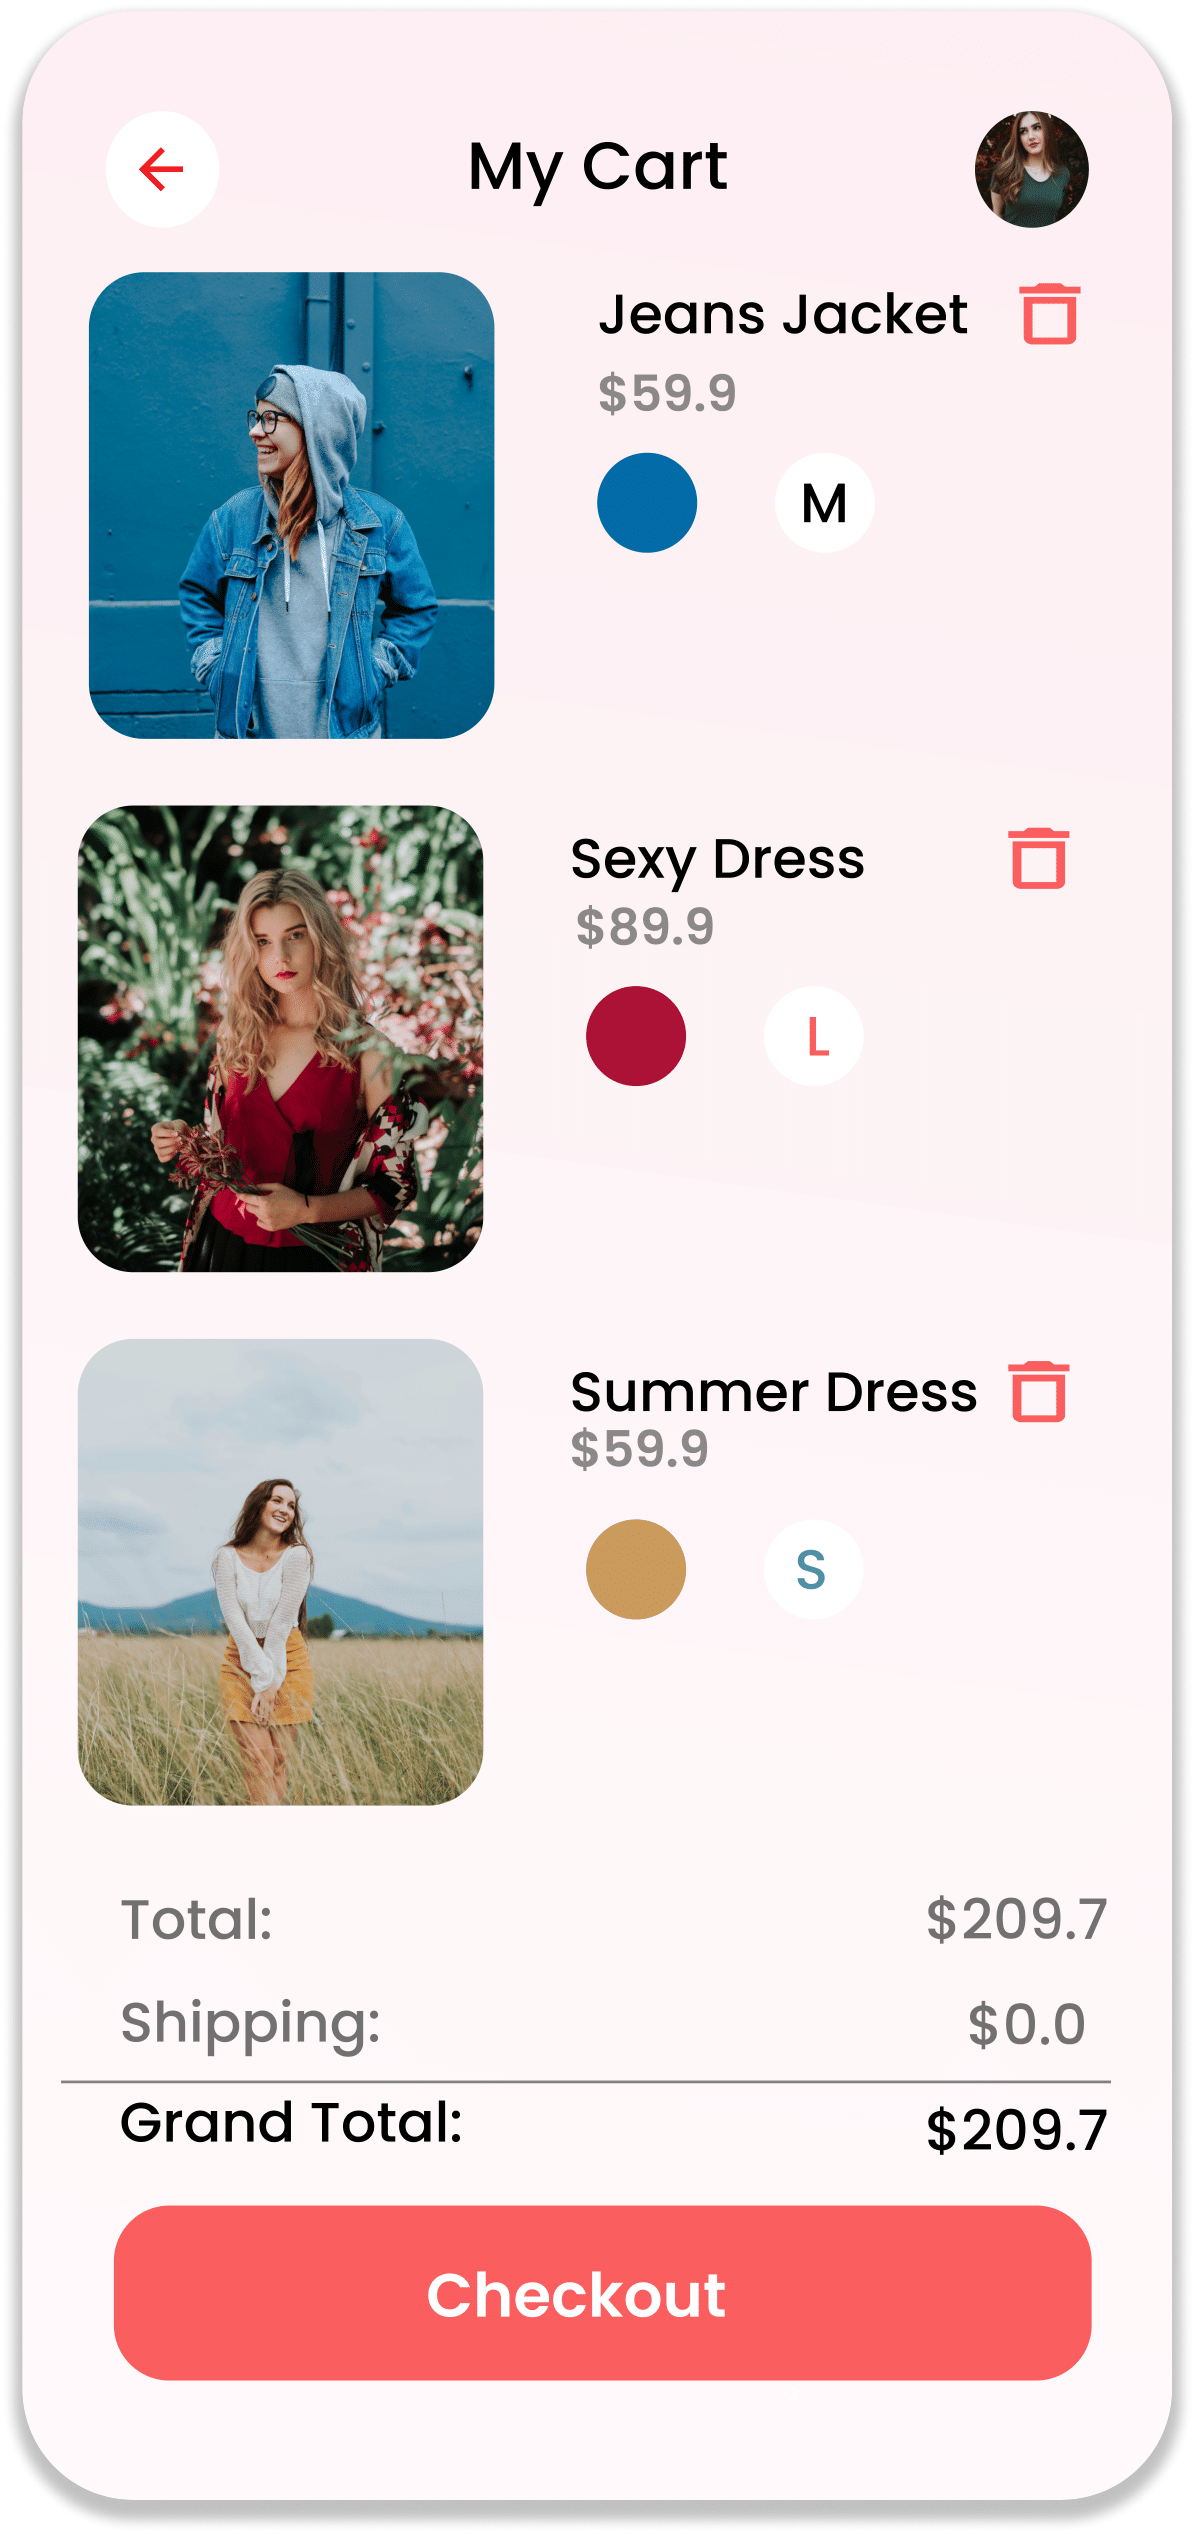 My Cart
Jeans Jacket
$59.9
M
Sexy Dress
$89.9
L
Summer Dress
$59.9
S
Total: $209.7
Shipping: $0.0
Grand Total: $209.7
Checkout